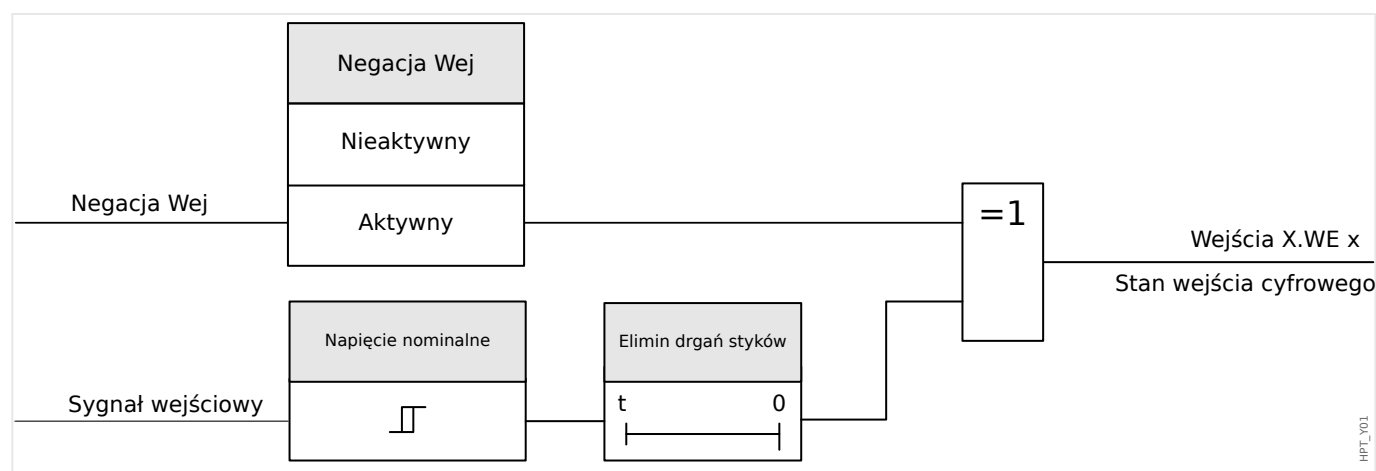 Negacja Wej
Nieaktywny
Negacja Wej
Aktywny
=1
Wejścia X.WE x
Stan wejścia cyfrowego
Napięcie nominalne
Elimin drgań styków
Sygnał wejściowy
t 0
HPT_Y01